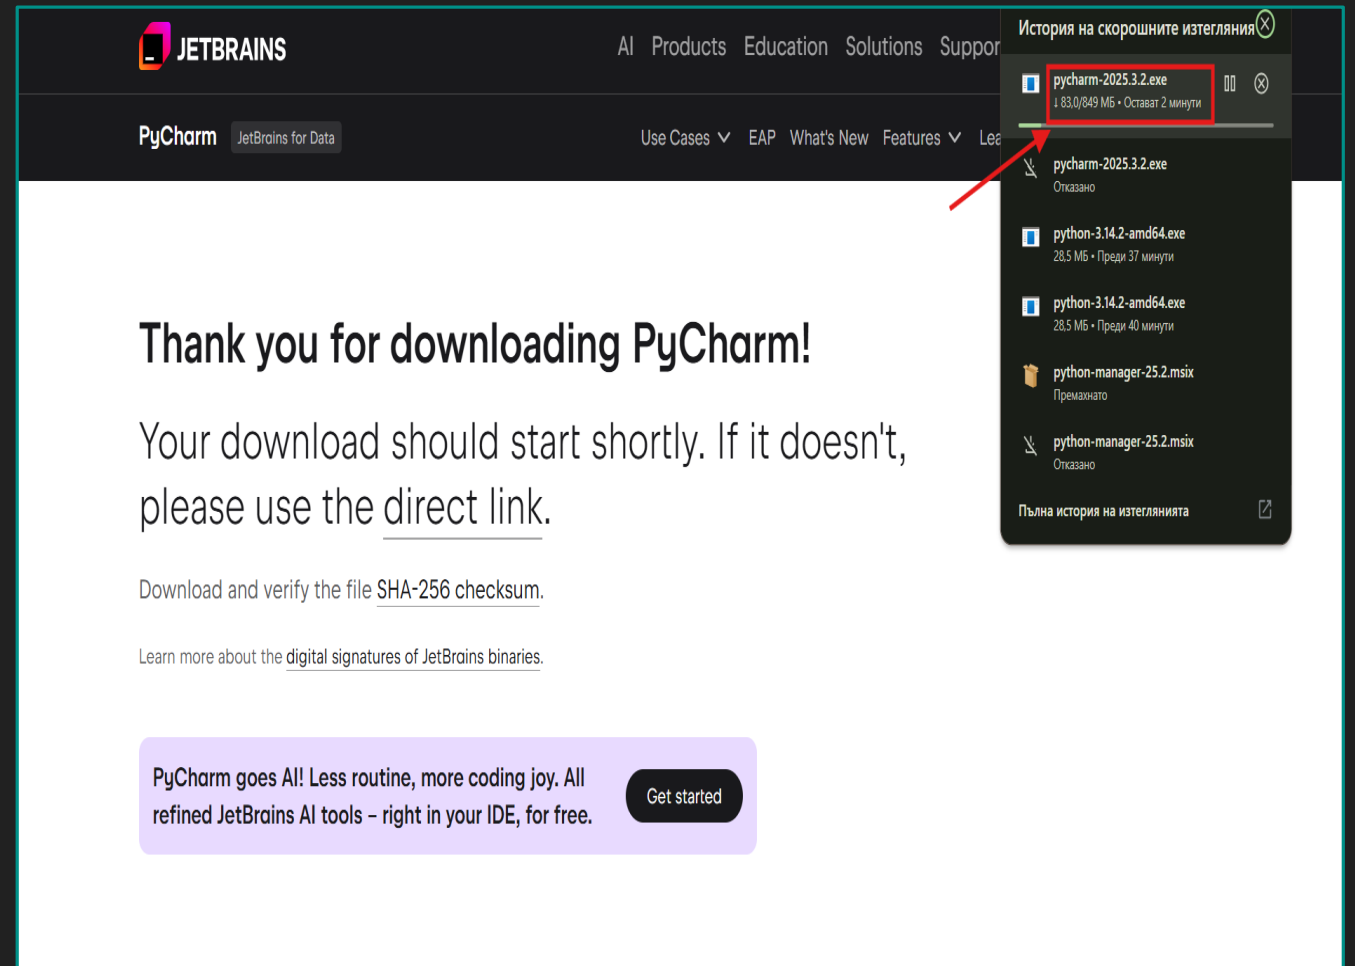 JETBRAINS
AI Products Education Solutions Suppor
PyCharm JetBrains for Data
Use Cases EAP What's New Features Lea
История на скорошните изтегляния
pycharm-2025.3.2.exe
↓ 83,0/849 МБ • Остават 2 минути
pycharm-2025.3.2.exe
Отказано
python-3.14.2-amd64.exe
28,5 МБ • Преди 37 минути
python-3.14.2-amd64.exe
28,5 МБ • Преди 40 минути
python-manager-25.2.msix
Премахнато
python-manager-25.2.msix
Отказано
Пълна история на изтеглянията
Thank you for downloading PyCharm!
Your download should start shortly. If it doesn't,
please use the direct link.
Download and verify the file SHA-256 checksum.
Learn more about the digital signatures of JetBrains binaries.
PyCharm goes AI! Less routine, more coding joy. All
refined JetBrains AI tools – right in your IDE, for free.
Get started